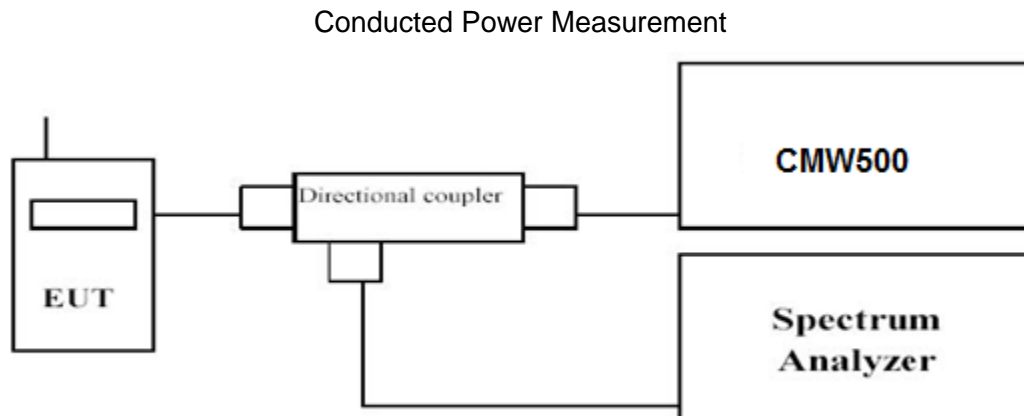 Conducted Power Measurement
EUT
Directional coupler
CMW500
Spectrum
Analyzer